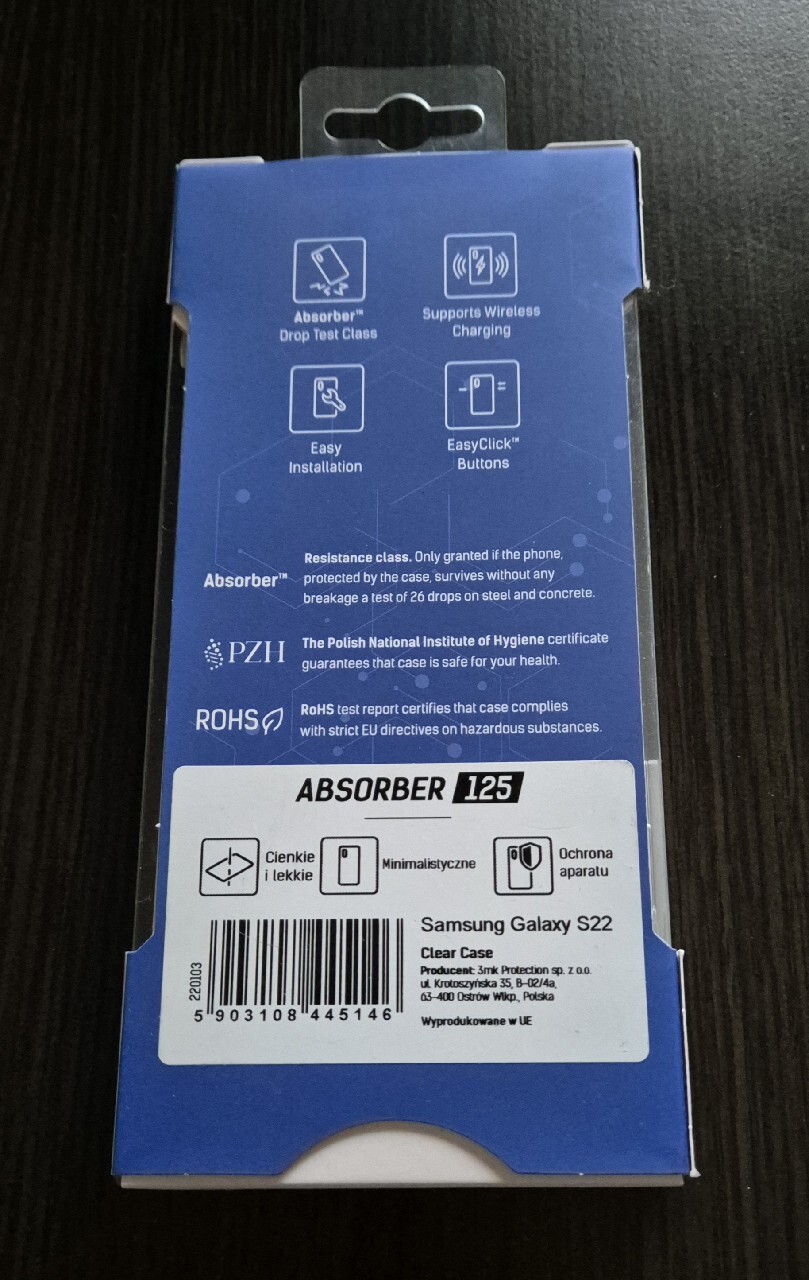 Absorber™
Drop Test Class
Supports Wireless
Charging
Easy
Installation
EasyClick™
Buttons
Absorber™
Resistance class. Only granted if the phone,
protected by the case, survives without any
breakage a test of 26 drops on steel and concrete.
PZH
The Polish National Institute of Hygiene certificate
guarantees that case is safe for your health.
ROHS
RoHS test report certifies that case complies
with strict EU directives on hazardous substances.
ABSORBER 125
Cienkie
i lekkie
Minimalistyczne
Ochrona
aparatu
220103
5 903108 445146
Samsung Galaxy S22
Clear Case
Producent: 3mk Protection sp. z o.o.
ul. Krotoszyńska 35, B-02/4a,
63-400 Ostrów Wlkp., Polska
Wyprodukowane w UE